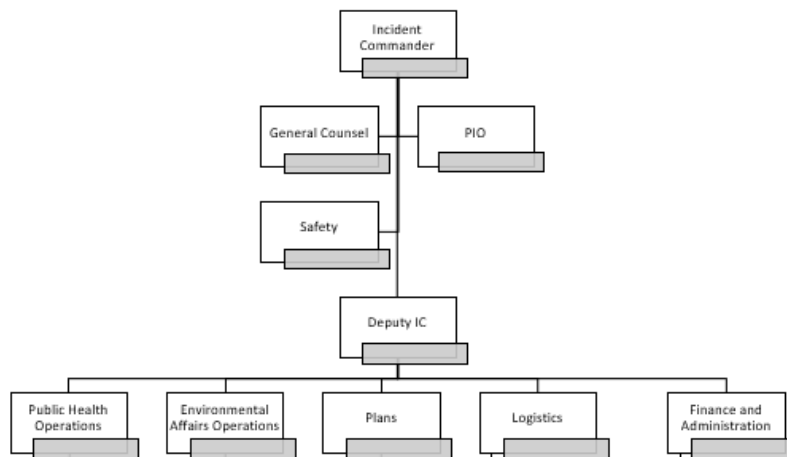 Incident
Commander
General Counsel
PIO
Safety
Deputy IC
Public Health
Operations
Environmental
Affairs Operations
Plans
Logistics
Finance and
Administration